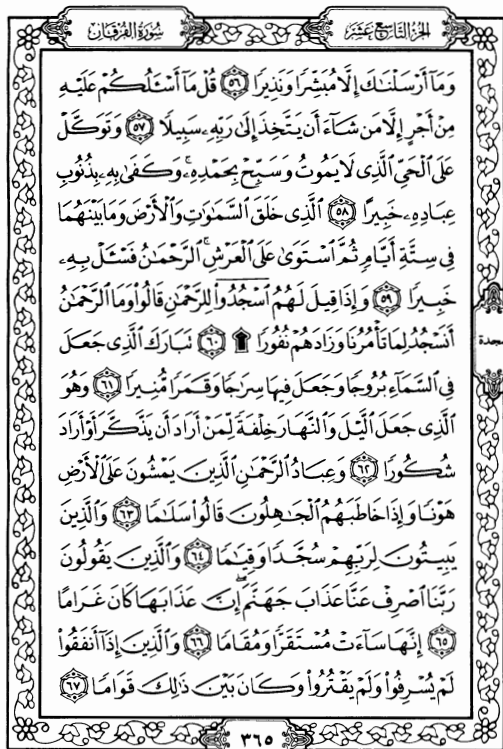 الجزء التاسع عشر
سورة الفرقان
وَمَآ أَرۡسَلۡنَٰكَ إِلَّا مُبَشِّرٗا وَنَذِيرٗا ٥٦ قُلۡ مَآ أَسۡـَٔلُكُمۡ عَلَيۡهِ
مِنۡ أَجۡرٍ إِلَّا مَن شَآءَ أَن يَتَّخِذَ إِلَىٰ رَبِّهِۦ سَبِيلٗا ٥٧ وَتَوَكَّلۡ
عَلَى ٱلۡحَيِّ ٱلَّذِي لَا يَمُوتُ وَسَبِّحۡ بِحَمۡدِهِۦۚ وَكَفَىٰ بِهِۦ بِذُنُوبِ
عِبَادِهِۦ خَبِيرًا ٥٨ ٱلَّذِي خَلَقَ ٱلسَّمَٰوَٰتِ وَٱلۡأَرۡضَ وَمَا بَيۡنَهُمَا
فِي سِتَّةِ أَيَّامٖ ثُمَّ ٱسۡتَوَىٰ عَلَى ٱلۡعَرۡشِۚ ٱلرَّحۡمَٰنُ فَسۡـَٔلۡ بِهِۦ
خَبِيرٗا ٥٩ وَإِذَا قِيلَ لَهُمُ ٱسۡجُدُواْۤ لِلرَّحۡمَٰنِ قَالُواْ وَمَا ٱلرَّحۡمَٰنُ
أَنَسۡجُدُ لِمَا تَأۡمُرُنَا وَزَادَهُمۡ نُفُورٗا ۩ ٦٠ تَبَارَكَ ٱلَّذِي جَعَلَ
فِي ٱلسَّمَآءِ بُرُوجٗا وَجَعَلَ فِيهَا سِرَٰجٗا وَقَمَرٗا مُّنِيرٗا ٦١ وَهُوَ
ٱلَّذِي جَعَلَ ٱلَّيۡلَ وَٱلنَّهَارَ خِلۡفَةٗ لِّمَنۡ أَرَادَ أَن يَذَّكَّرَ أَوۡ أَرَادَ
شُكُورٗا ٦٢ وَعِبَادُ ٱلرَّحۡمَٰنِ ٱلَّذِينَ يَمۡشُونَ عَلَى ٱلۡأَرۡضِ
هَوۡنٗا وَإِذَا خَاطَبَهُمُ ٱلۡجَٰهِلُونَ قَالُواْ سَلَٰمٗا ٦٣ وَٱلَّذِينَ
يَبِيتُونَ لِرَبِّهِمۡ سُجَّدٗا وَقِيَٰمٗا ٦٤ وَٱلَّذِينَ يَقُولُونَ
رَبَّنَا ٱصۡرِفۡ عَنَّا عَذَابَ جَهَنَّمَۖ إِنَّ عَذَابَهَا كَانَ غَرَامًا
٦٥ إِنَّهَا سَآءَتۡ مُسۡتَقَرّٗا وَمُقَامٗا ٦٦ وَٱلَّذِينَ إِذَآ أَنفَقُواْ
لَمۡ يُسۡرِفُواْ وَلَمۡ يَقۡتُرُواْ وَكَانَ بَيۡنَ ذَٰلِكَ قَوَامٗا ٦٧
سجدة
٣٦٥